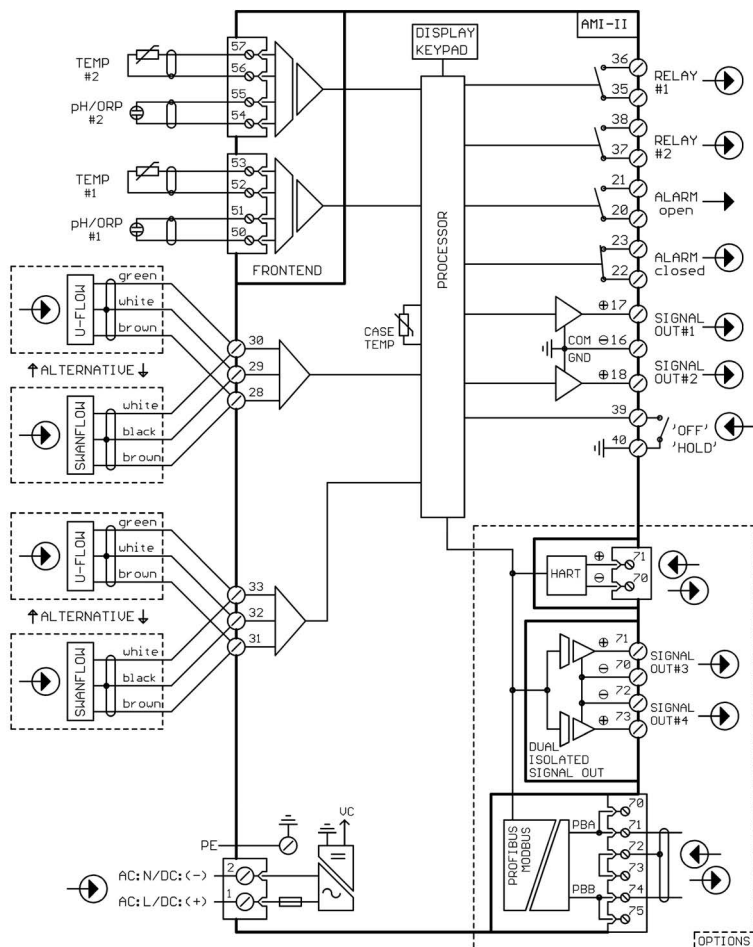 AMI-II
DISPLAY
KEYPAD
PROCESSOR
FRONTEND
TEMP
#2
57
56
pH/ORP
#2
55
54
TEMP
#1
53
52
pH/ORP
#1
51
50
U-FLOW
green
white
brown
↑ALTERNATIVE↓
SWANFLOW
white
black
brown
30
29
28
CASE
TEMP
U-FLOW
green
white
brown
↑ALTERNATIVE↓
SWANFLOW
white
black
brown
33
32
31
VC
PE
AC:N/DC:(-)
2
AC:L/DC:(+)
1
36
35
RELAY
#1
38
37
RELAY
#2
21
20
ALARM
open
23
22
ALARM
closed
⊕17
SIGNAL
OUT#1
COM ⊖16
GND
⊕18
SIGNAL
OUT#2
39
40
'OFF'
'HOLD'
HART
⊕ 71
⊖ 70
⊕ 71
⊖ 70
SIGNAL
OUT#3
⊖ 72
⊕ 73
SIGNAL
OUT#4
DUAL
ISOLATED
SIGNAL OUT
PROFIBUS
MODBUS
PBA
PBB
70
71
72
73
74
75
OPTIONS